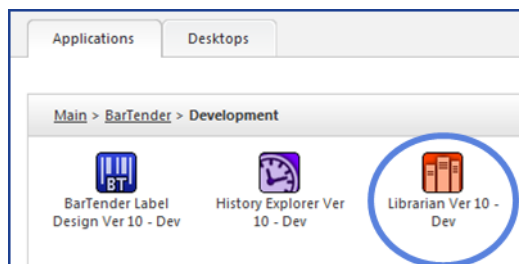 Applications
Desktops
Main > BarTender > Development
BT
BarTender Label
Design Ver 10 - Dev
History Explorer Ver
10 - Dev
Librarian Ver 10 -
Dev